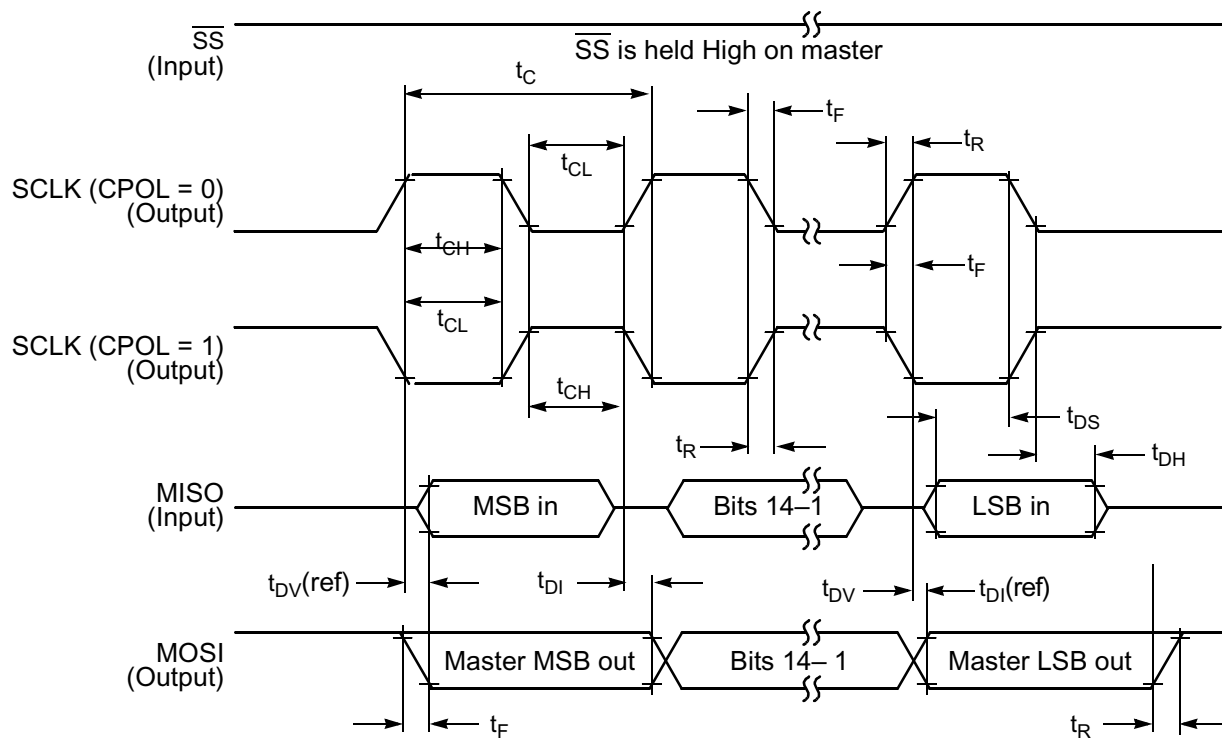 SS
(Input)
SS is held High on master
tC
tF
tCL
tR
SCLK (CPOL = 0)
(Output)
tCH
tF
tCL
SCLK (CPOL = 1)
(Output)
tCH
tDS
tR
tDH
MISO
(Input)
MSB in
Bits 14–1
LSB in
tDV(ref)
tDI
tDV
tDI(ref)
MOSI
(Output)
Master MSB out
Bits 14– 1
Master LSB out
tF
tR